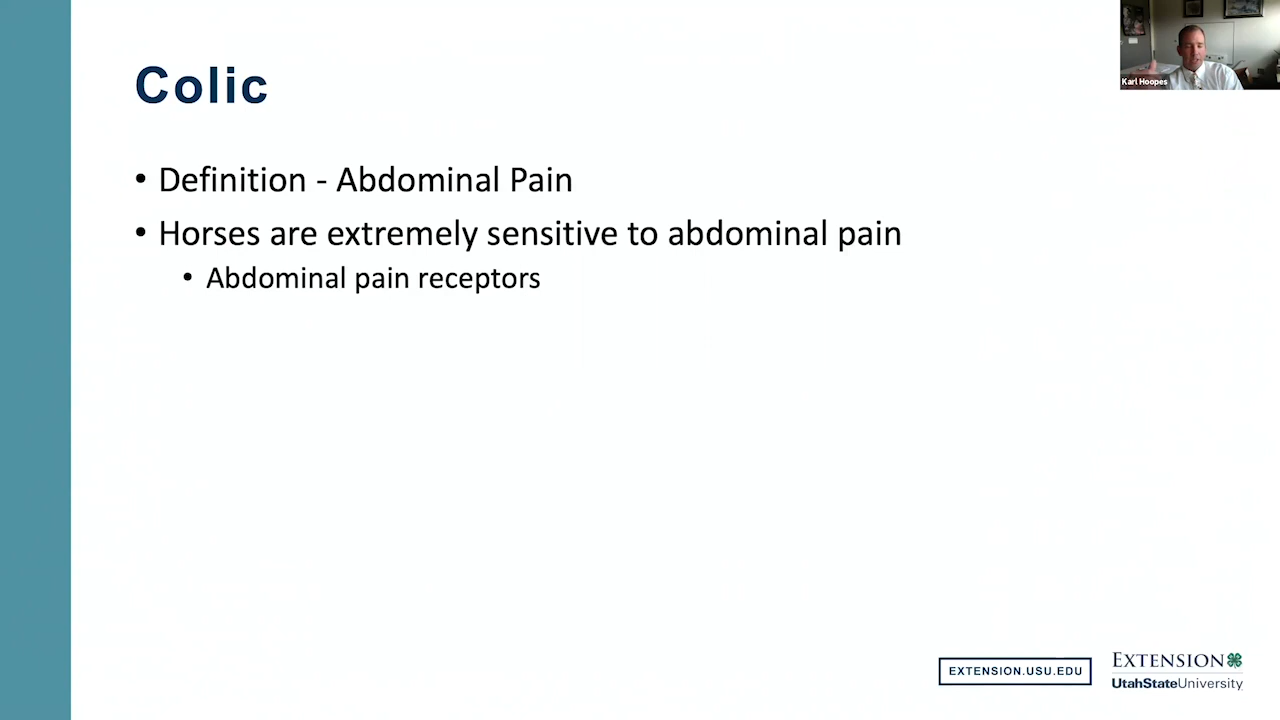 Karl Hoopes
Colic
• Definition - Abdominal Pain
• Horses are extremely sensitive to abdominal pain
• Abdominal pain receptors
EXTENSION.USU.EDU
EXTENSION
UtahStateUniversity